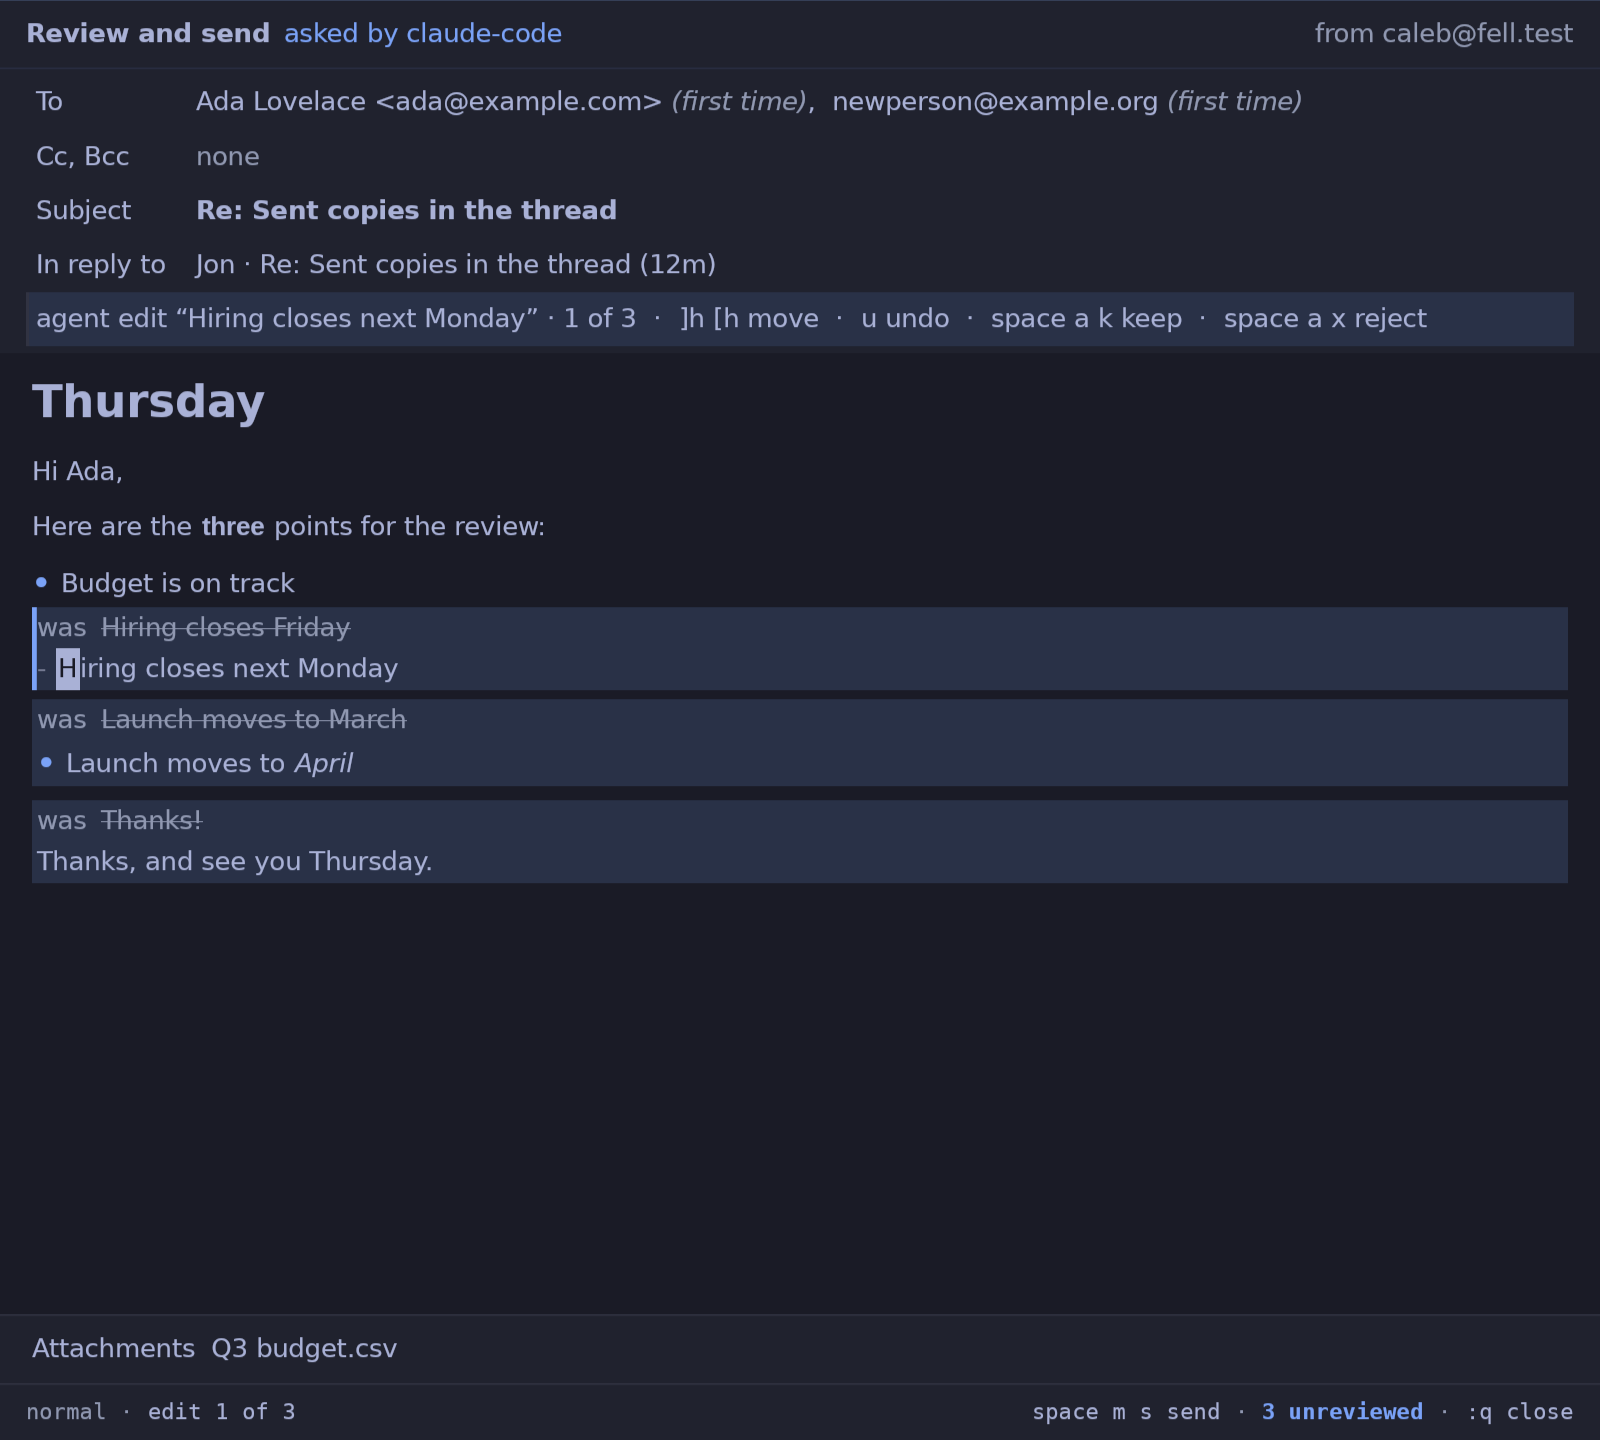 Review and send asked by claude-code from caleb@fell.test
To Ada Lovelace <ada@example.com> (first time), newperson@example.org (first time)
Cc, Bcc none
Subject Re: Sent copies in the thread
In reply to Jon · Re: Sent copies in the thread (12m)
agent edit “Hiring closes next Monday” · 1 of 3 · ]h [h move · u undo · space a k keep · space a x reject
Thursday
Hi Ada,
Here are the three points for the review:
• Budget is on track
was Hiring closes Friday
- Hiring closes next Monday
was Launch moves to March
• Launch moves to April
was Thanks!
Thanks, and see you Thursday.
Attachments Q3 budget.csv
normal · edit 1 of 3 space m s send · 3 unreviewed · :q close